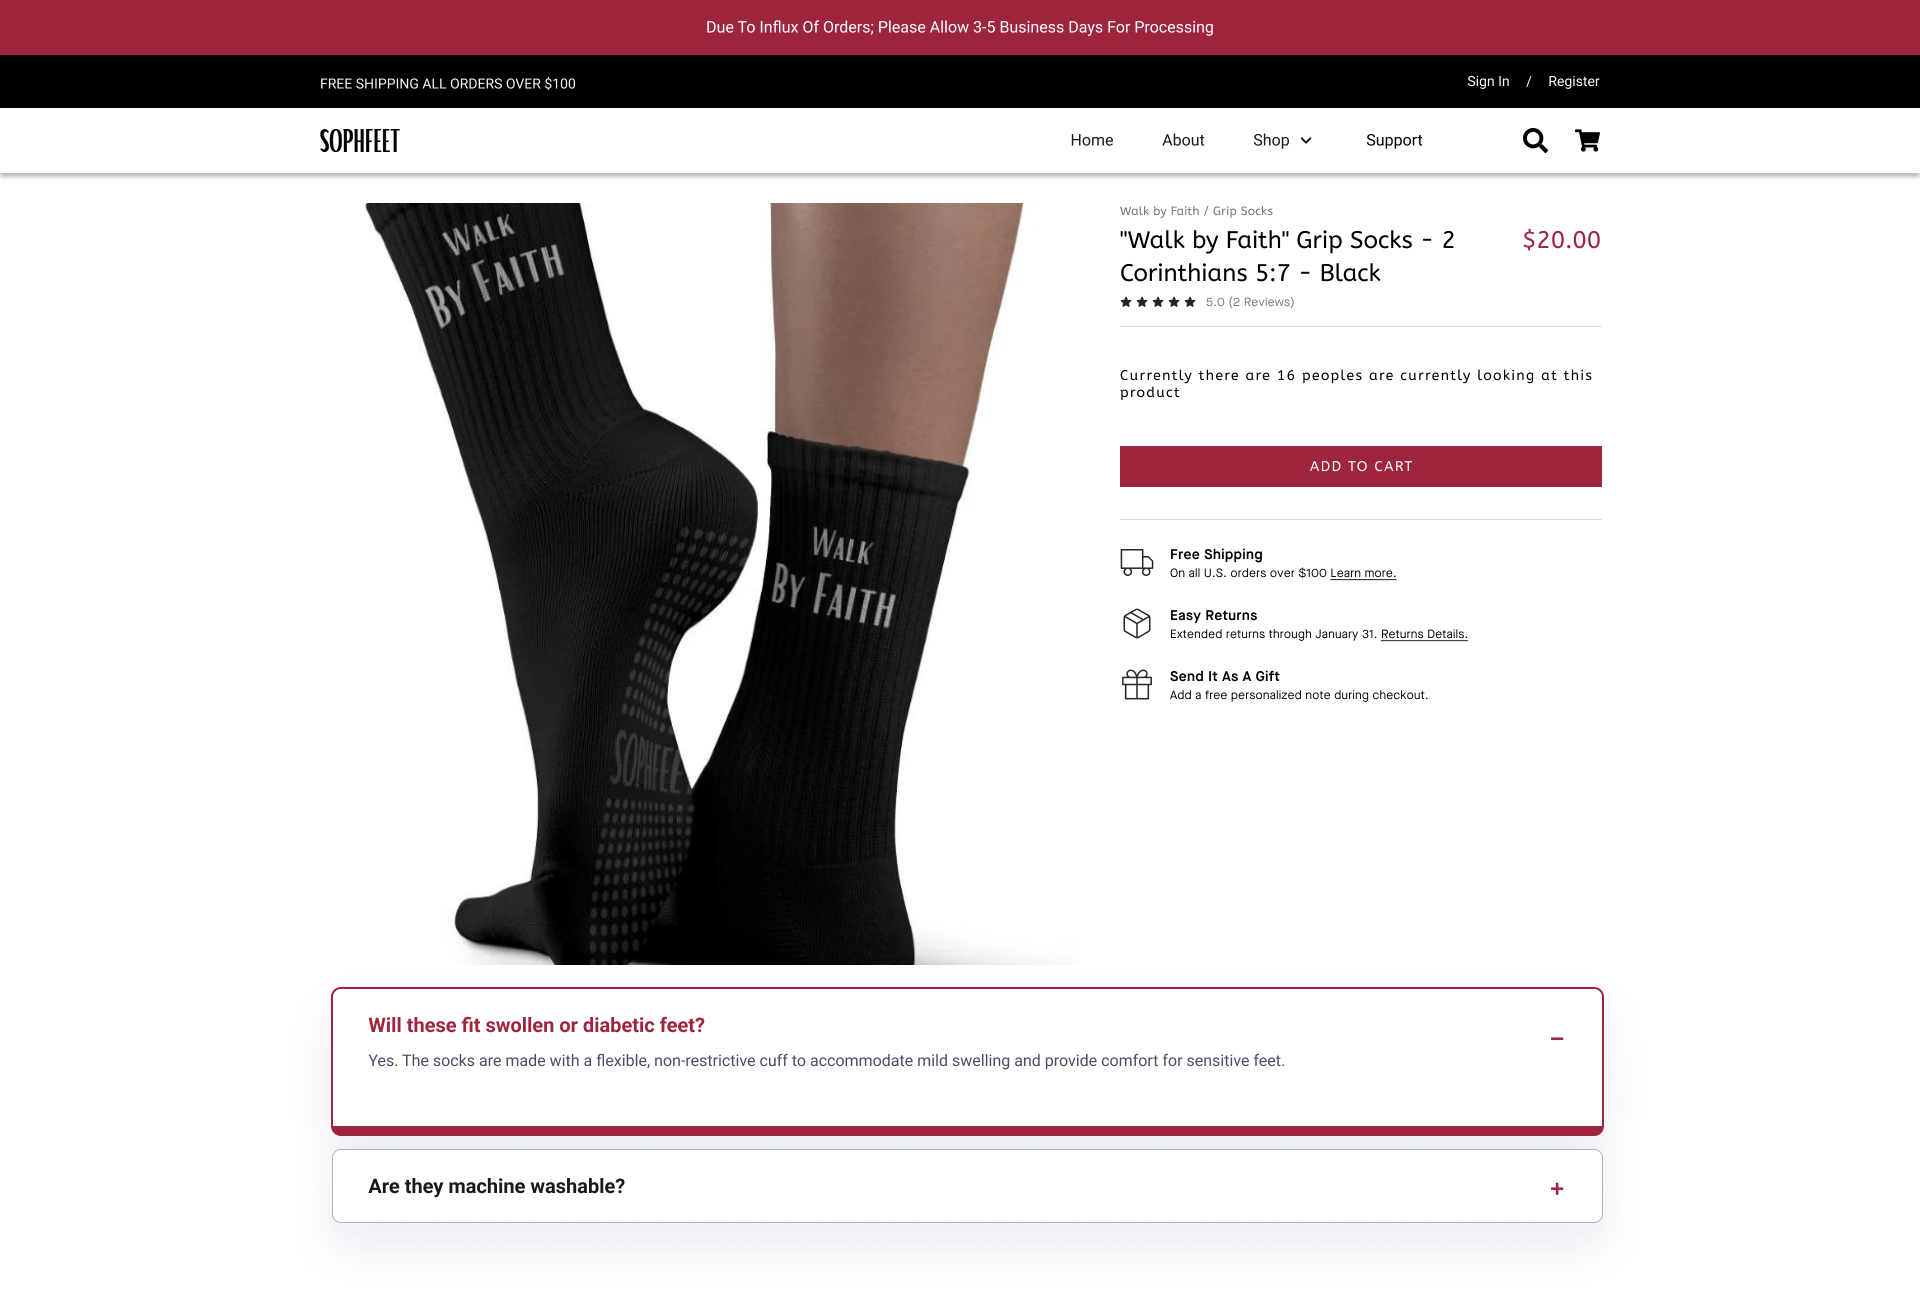 Due To Influx Of Orders; Please Allow 3-5 Business Days For Processing
FREE SHIPPING ALL ORDERS OVER $100
Sign In / Register
SOPHFEET
Home About Shop Support
WALK
BY FAITH
WALK
BY FAITH
SOPHFEE
Walk by Faith / Grip Socks
"Walk by Faith" Grip Socks - 2
Corinthians 5:7 - Black
$20.00
5.0 (2 Reviews)
Currently there are 16 peoples are currently looking at this
product
ADD TO CART
Free Shipping
On all U.S. orders over $100 Learn more.
Easy Returns
Extended returns through January 31. Returns Details.
Send It As A Gift
Add a free personalized note during checkout.
Will these fit swollen or diabetic feet?
Yes. The socks are made with a flexible, non-restrictive cuff to accommodate mild swelling and provide comfort for sensitive feet.
Are they machine washable?